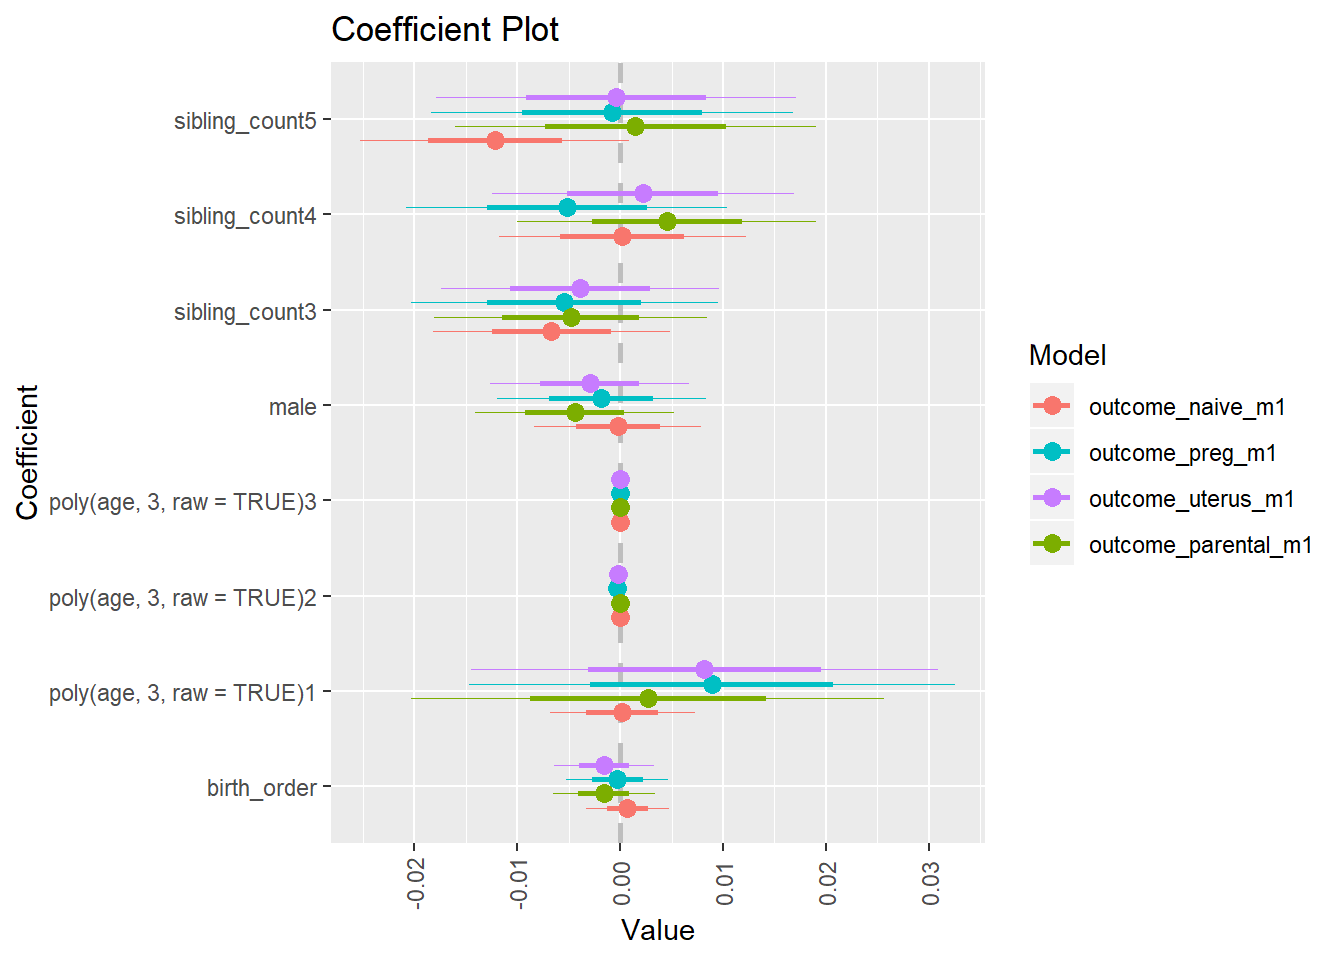 Coefficient Plot
Coefficient
sibling_count5
sibling_count4
sibling_count3
male
poly(age, 3, raw = TRUE)3
poly(age, 3, raw = TRUE)2
poly(age, 3, raw = TRUE)1
birth_order
-0.02
-0.01
0.00
0.01
0.02
0.03
Value
Model
outcome_naive_m1
outcome_preg_m1
outcome_uterus_m1
outcome_parental_m1